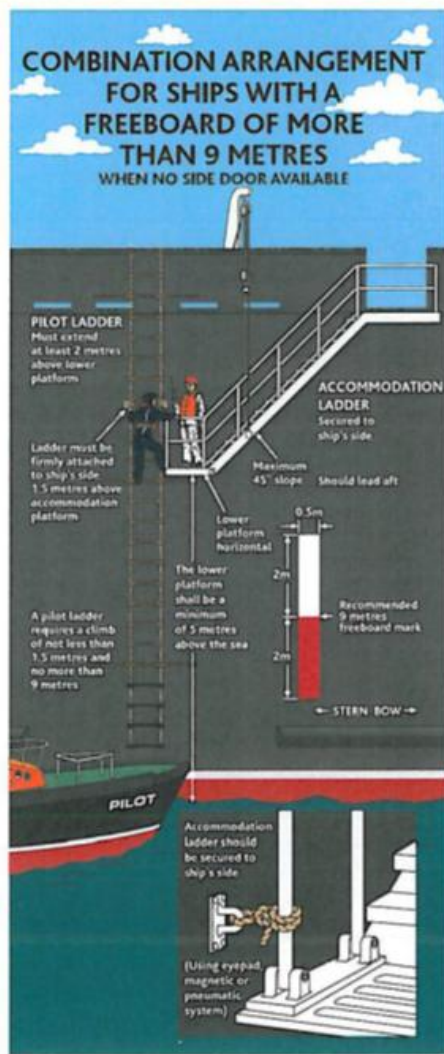 COMBINATION ARRANGEMENT
FOR SHIPS WITH A
FREEBOARD OF MORE
THAN 9 METRES
WHEN NO SIDE DOOR AVAILABLE
PILOT LADDER
Must extend
at least 2 metres
above lower
platform
Ladder must be
firmly attached
to ship's side
1.5 metres above
accommodation
platform
ACCOMMODATION
LADDER
Secured to
ship's side
Maximum
45° slope
Should lead aft
Lower
platform
horizontal
0.5m
2m
2m
The lower
platform
shall be a
minimum
of 5 metres
above the sea
Recommended
9 metres
freeboard mark
A pilot ladder
requires a climb
of not less than
1.5 metres and
no more than
9 metres
STERN BOW
PILOT
Accommodation
ladder should
be secured to
ship's side
(Using eyepad,
magnetic or
pneumatic
system)